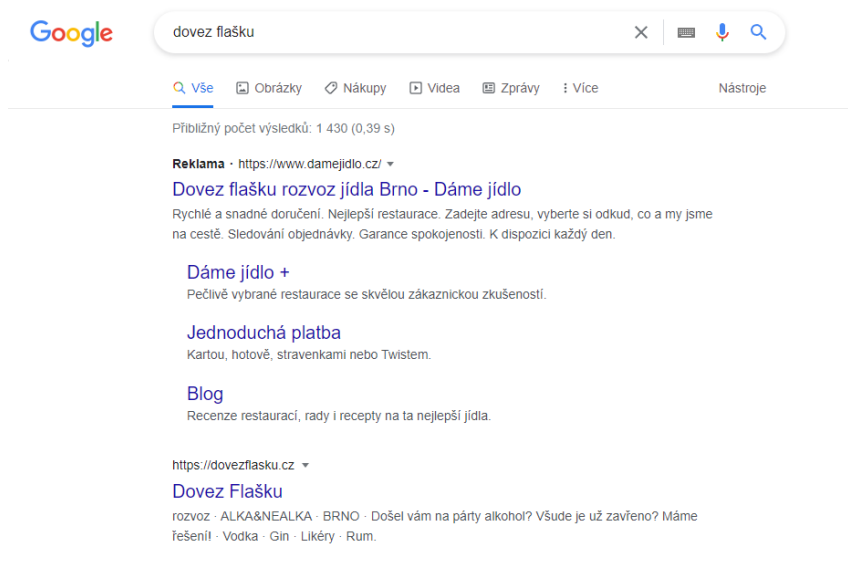 Google
dovez flašku
Vše Obrázky Nákupy Videa Zprávy Více Nástroje
Přibližný počet výsledků: 1 430 (0,39 s)
Reklama · https://www.damejidlo.cz/
Dovez flašku rozvoz jídla Brno - Dáme jídlo
Rychlé a snadné doručení. Nejlepší restaurace. Zadejte adresu, vyberte si odkud, co a my jsme
na cestě. Sledování objednávky. Garance spokojenosti. K dispozici každý den.
Dáme jídlo +
Pečlivě vybrané restaurace se skvělou zákaznickou zkušeností.
Jednoduchá platba
Kartou, hotově, stravenkami nebo Twistem.
Blog
Recenze restaurací, rady i recepty na ta nejlepší jídla.
https://dovezflasku.cz
Dovez Flašku
rozvoz · ALKA&NEALKA · BRNO · Došel vám na párty alkohol? Všude je už zavřeno? Máme
řešení! · Vodka · Gin · Likéry · Rum.